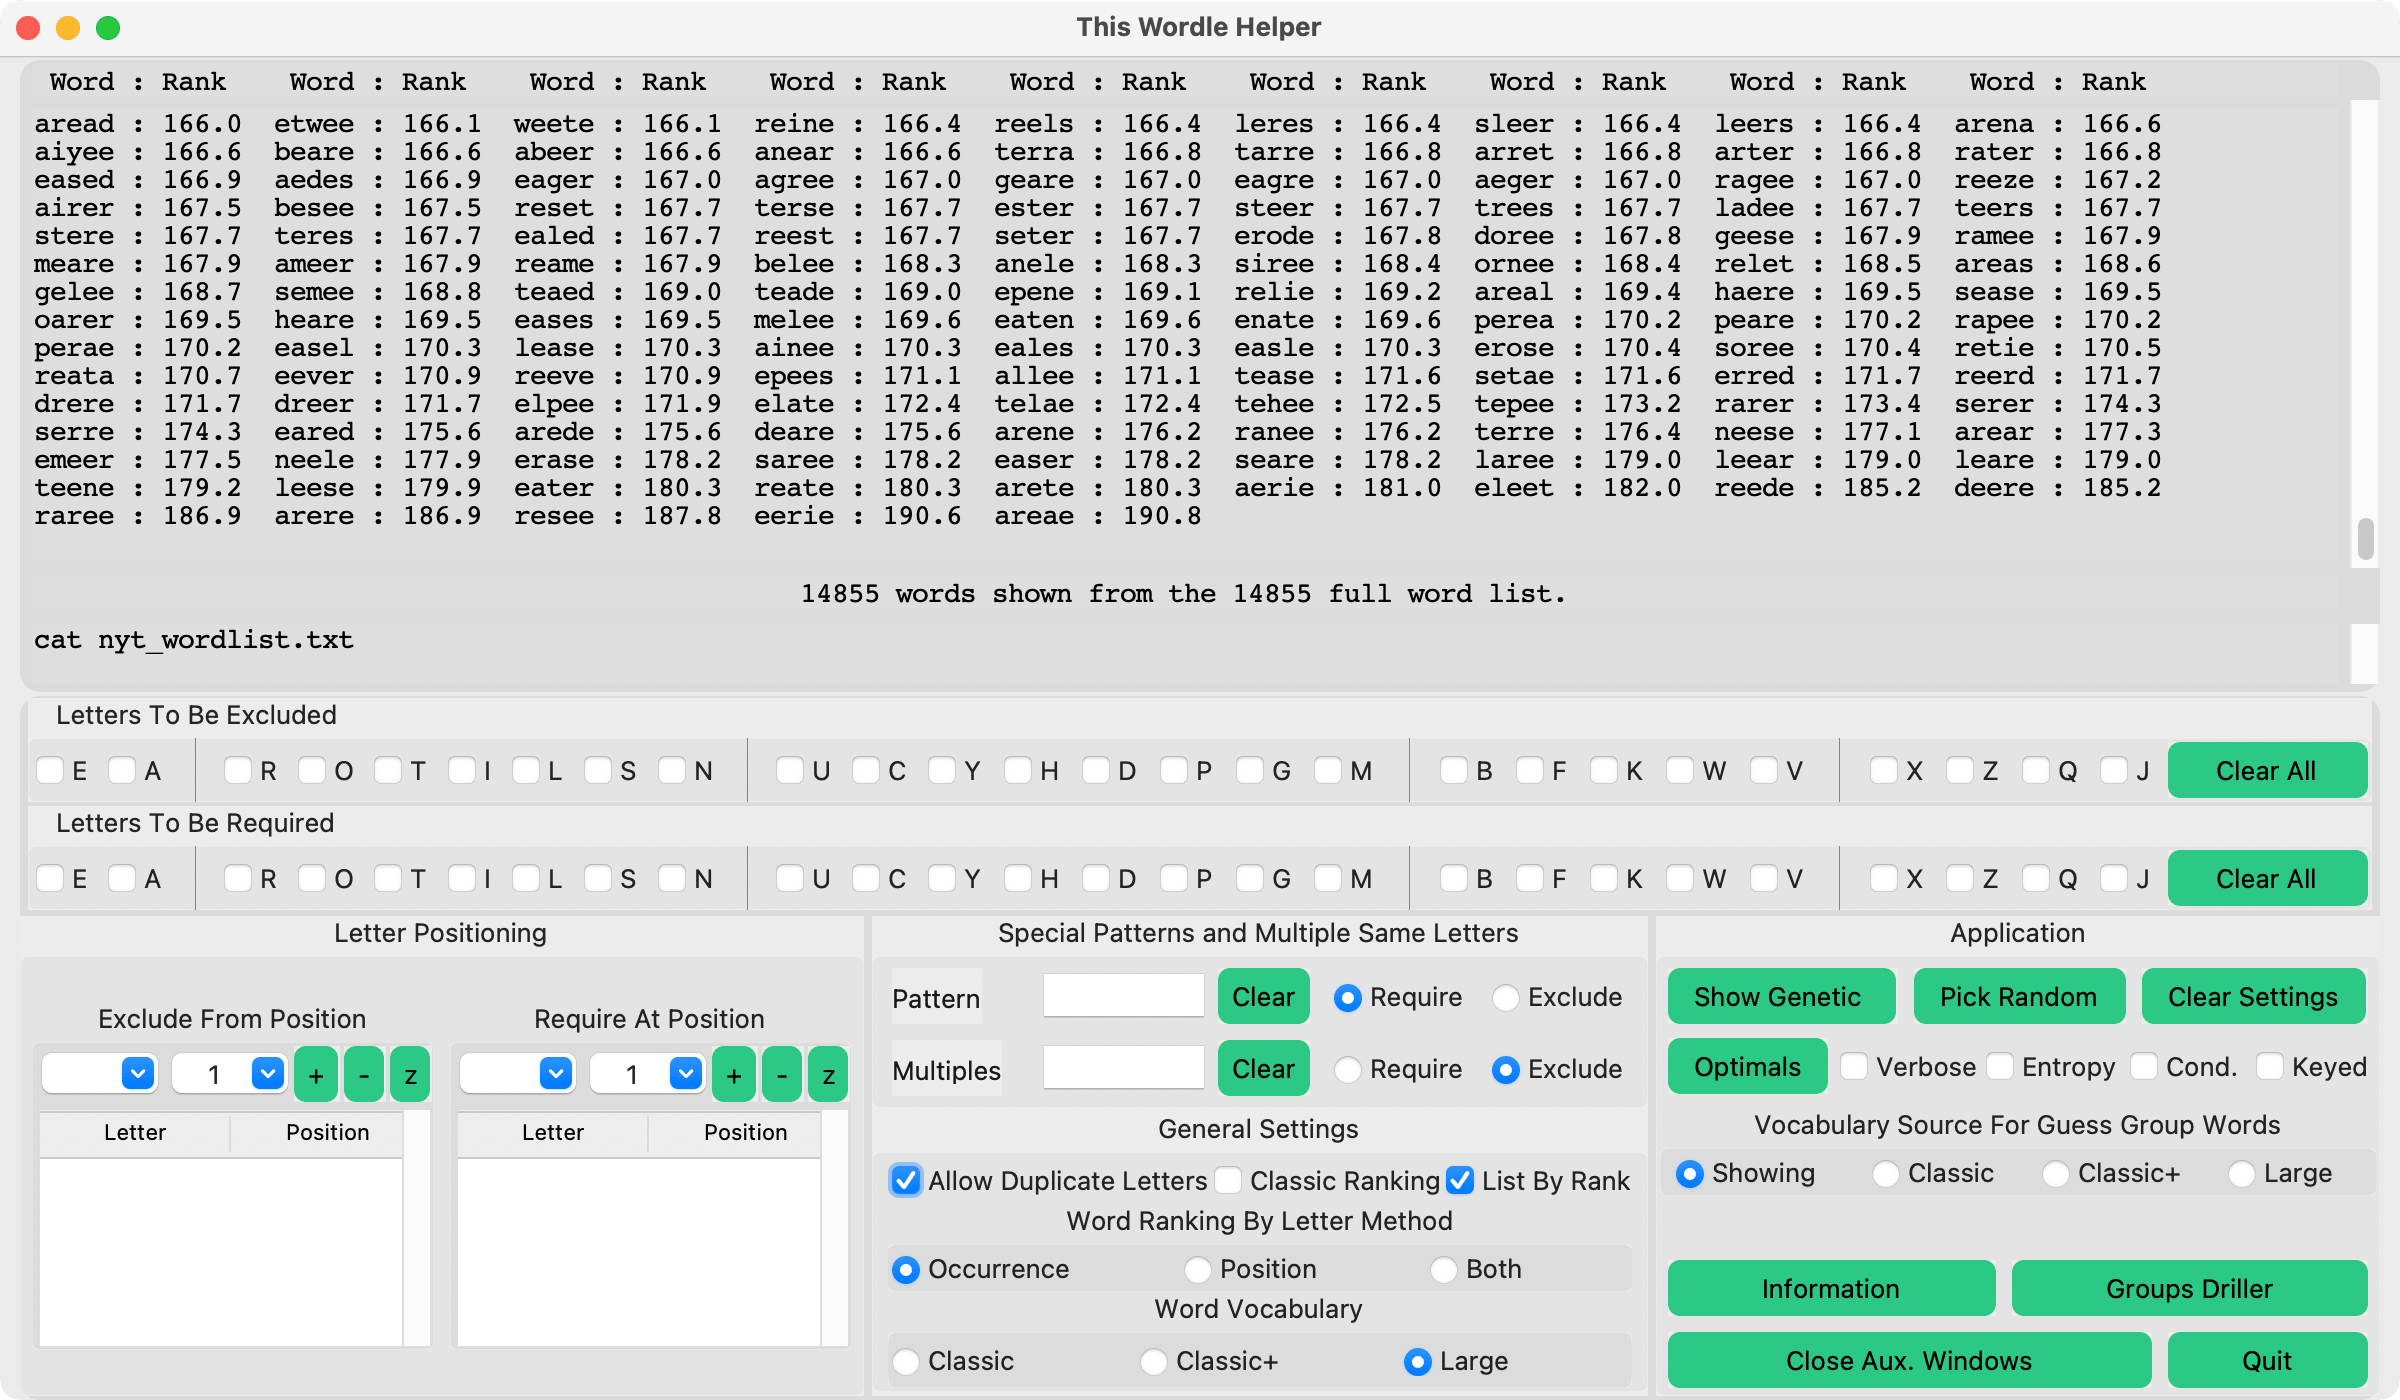 This Wordle Helper
Word : Rank Word : Rank Word : Rank Word : Rank Word : Rank Word : Rank Word : Rank Word : Rank Word : Rank
aread : 166.0 etwee : 166.1 weete : 166.1 reine : 166.4 reels : 166.4 leres : 166.4 sleer : 166.4 leers : 166.4 arena : 166.6
aiyee : 166.6 beare : 166.6 abeer : 166.6 anear : 166.6 terra : 166.8 tarre : 166.8 arret : 166.8 arter : 166.8 rater : 166.8
eased : 166.9 aedes : 166.9 eager : 167.0 agree : 167.0 geare : 167.0 eagre : 167.0 aeger : 167.0 ragee : 167.0 reeze : 167.2
airer : 167.5 besee : 167.5 reset : 167.7 terse : 167.7 ester : 167.7 steer : 167.7 trees : 167.7 ladee : 167.7 teers : 167.7
stere : 167.7 teres : 167.7 ealed : 167.7 reest : 167.7 seter : 167.7 erode : 167.8 doree : 167.8 geese : 167.9 ramee : 167.9
meare : 167.9 ameer : 167.9 reame : 167.9 belee : 168.3 anele : 168.3 siree : 168.4 ornee : 168.4 relet : 168.5 areas : 168.6
gelee : 168.7 semee : 168.8 teaed : 169.0 teade : 169.0 epene : 169.1 relie : 169.2 areal : 169.4 haere : 169.5 sease : 169.5
oarer : 169.5 heare : 169.5 eases : 169.5 melee : 169.6 eaten : 169.6 enate : 169.6 perea : 170.2 peare : 170.2 rapee : 170.2
perae : 170.2 easel : 170.3 lease : 170.3 ainee : 170.3 eales : 170.3 easle : 170.3 erose : 170.4 soree : 170.4 retie : 170.5
reata : 170.7 eever : 170.9 reeve : 170.9 epees : 171.1 allee : 171.1 tease : 171.6 setae : 171.6 erred : 171.7 reerd : 171.7
drere : 171.7 dreer : 171.7 elpee : 171.9 elate : 172.4 telae : 172.4 tehee : 172.5 tepee : 173.2 rarer : 173.4 serer : 174.3
serre : 174.3 eared : 175.6 arede : 175.6 deare : 175.6 arene : 176.2 ranee : 176.2 terre : 176.4 neese : 177.1 arear : 177.3
emeer : 177.5 neele : 177.9 erase : 178.2 saree : 178.2 easer : 178.2 seare : 178.2 laree : 179.0 leear : 179.0 leare : 179.0
teene : 179.2 leese : 179.9 eater : 180.3 reate : 180.3 arete : 180.3 aerie : 181.0 eleet : 182.0 reede : 185.2 deere : 185.2
raree : 186.9 arere : 186.9 resee : 187.8 eerie : 190.6 areae : 190.8
14855 words shown from the 14855 full word list.
cat nyt_wordlist.txt
Letters To Be Excluded
E A R O T I L S N U C Y H D P G M B F K W V X Z Q J Clear All
Letters To Be Required
E A R O T I L S N U C Y H D P G M B F K W V X Z Q J Clear All
Letter Positioning
Exclude From Position Require At Position
1 + - z 1 + - z
Letter Position Letter Position
Special Patterns and Multiple Same Letters
Pattern Clear Require Exclude
Multiples Clear Require Exclude
General Settings
Allow Duplicate Letters Classic Ranking List By Rank
Word Ranking By Letter Method
Occurrence Position Both
Word Vocabulary
Classic Classic+ Large
Application
Show Genetic Pick Random Clear Settings
Optimals Verbose Entropy Cond. Keyed
Vocabulary Source For Guess Group Words
Showing Classic Classic+ Large
Information Groups Driller
Close Aux. Windows Quit